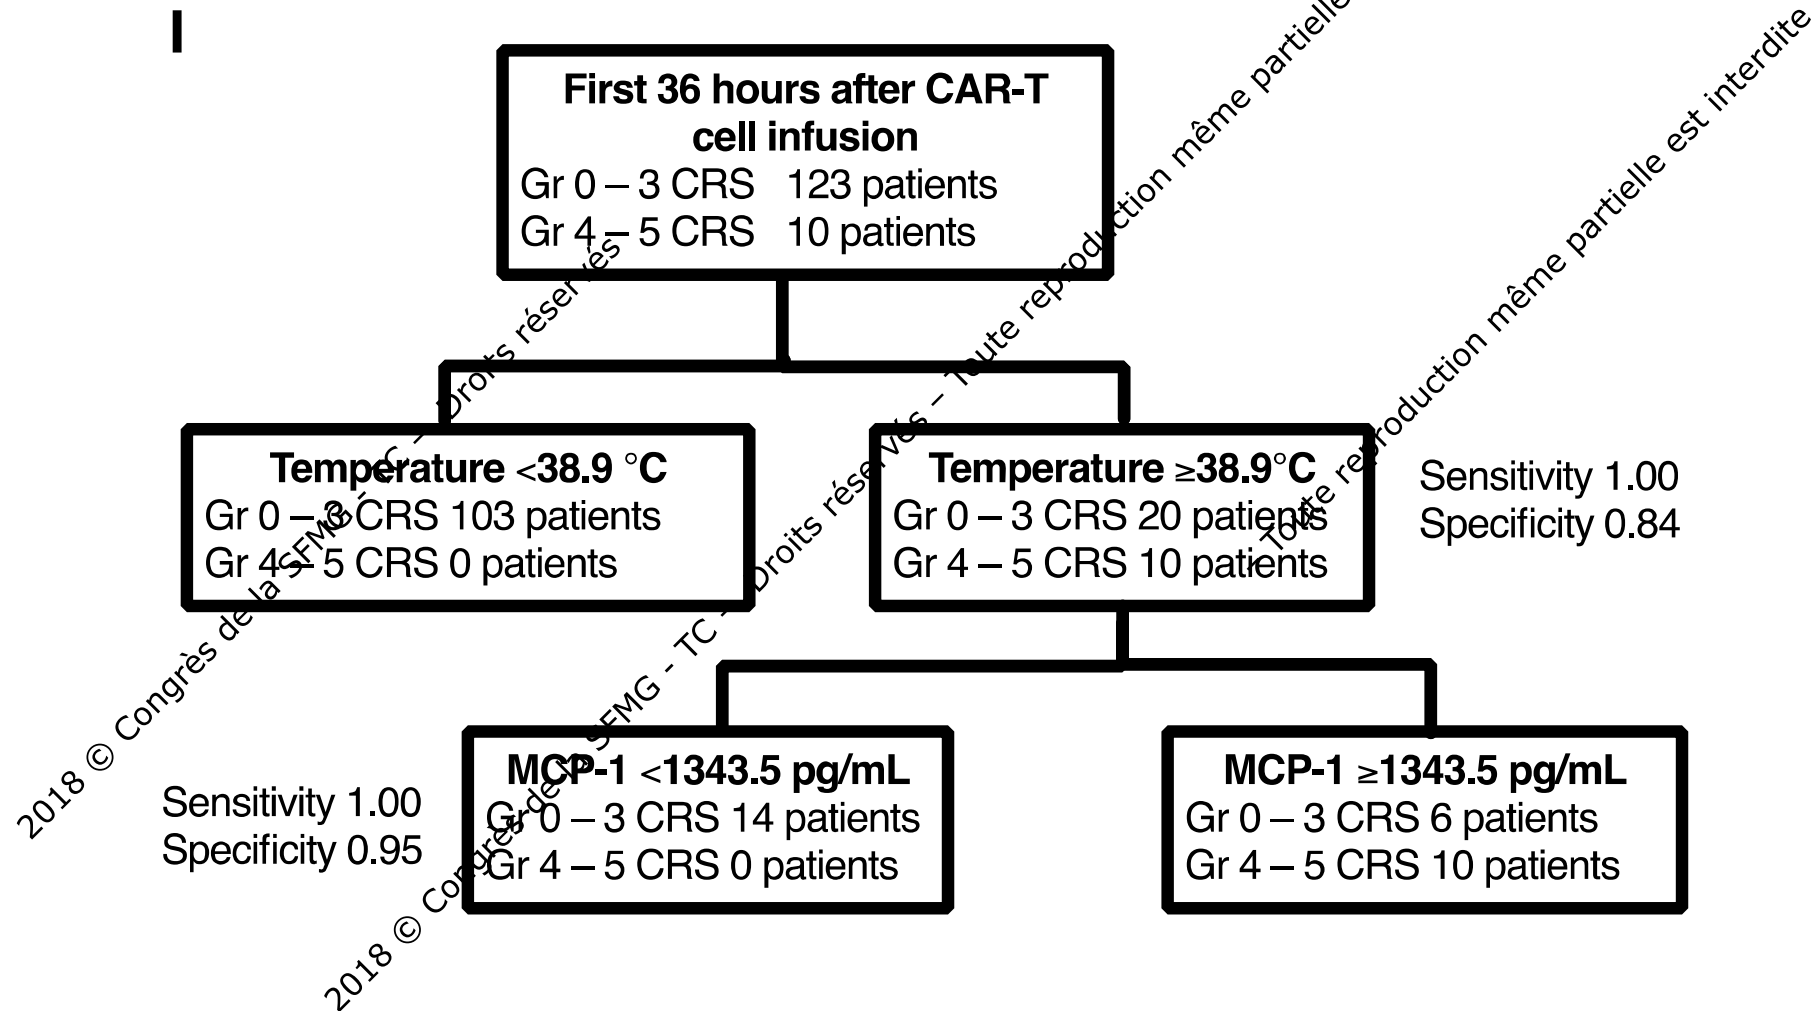 I
First 36 hours after CAR-T
cell infusion
Gr 0 – 3 CRS 123 patients
Gr 4 – 5 CRS 10 patients
Temperature <38.9 °C
Gr 0 – 3 CRS 103 patients
Gr 4 – 5 CRS 0 patients
Temperature ≥38.9°C
Gr 0 – 3 CRS 20 patients
Gr 4 – 5 CRS 10 patients
Sensitivity 1.00
Specificity 0.84
Sensitivity 1.00
Specificity 0.95
MCP-1 <1343.5 pg/mL
Gr 0 – 3 CRS 14 patients
Gr 4 – 5 CRS 0 patients
MCP-1 ≥1343.5 pg/mL
Gr 0 – 3 CRS 6 patients
Gr 4 – 5 CRS 10 patients
2018 © Congrès de la SFMG - TC - Droits réservés
2018 © Congrès de la SFMG - TC - Droits réservés – Toute reproduction même partielle
- Toute reproduction même partielle est interdite